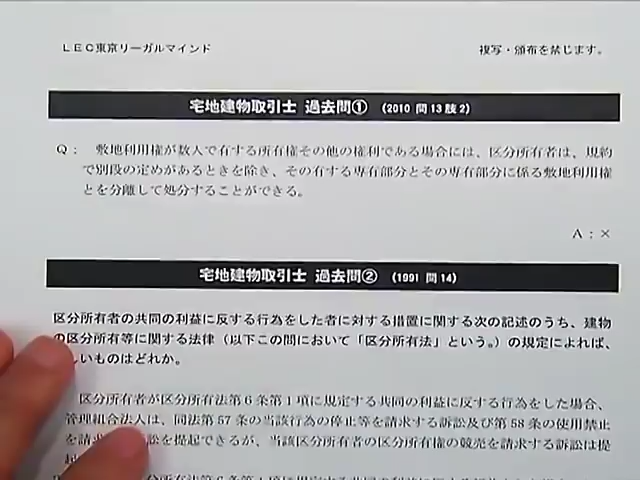 LEC東京リーガルマインド
複写・頒布を禁じます。
宅地建物取引士 過去問① (2010 問13肢2)
Q: 敷地利用権が数人で有する所有権その他の権利である場合には、区分所有者は、規約
で別段の定めがあるときを除き、その有する専有部分とその専有部分に係る敷地利用権
とを分離して処分することができる。
A:×
宅地建物取引士 過去問② (1991 問14)
区分所有者の共同の利益に反する行為をした者に対する措置に関する次の記述のうち、建物
の区分所有等に関する法律(以下この問において「区分所有法」という。)の規定によれば、
しいものはどれか。
区分所有者が区分所有法第6条第1項に規定する共同の利益に反する行為をした場合、
管理組合法人は、同法第57条の当該行為の停止等を請求する訴訟及び第58条の使用禁止
を請 訟を提起できるが、当該区分所有者の区分所有権の競売を請求する訴訟は提